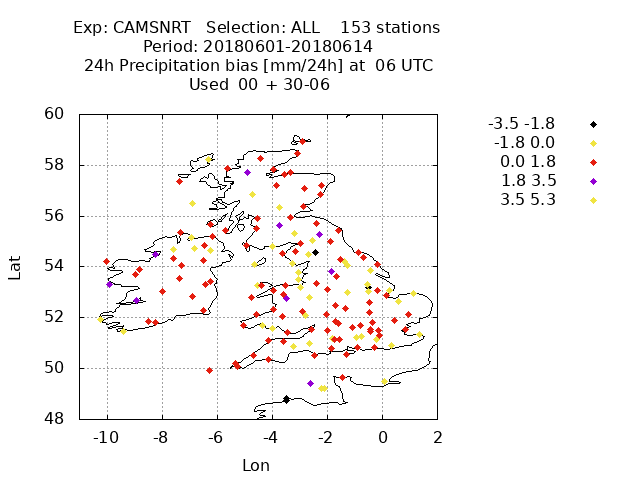 Exp: CAMSNRT Selection: ALL 153 stations
Period: 20180601-20180614
24h Precipitation bias [mm/24h] at 06 UTC
Used 00 + 30-06
-3.5 -1.8
-1.8 0.0
0.0 1.8
1.8 3.5
3.5 5.3
Lat
60
58
56
54
52
50
48
-10 -8 -6 -4 -2 0 2
Lon